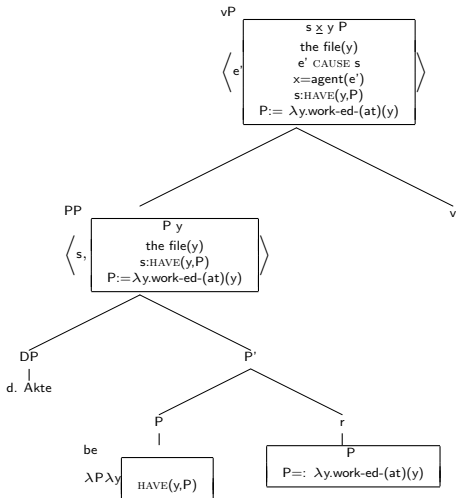 vP
s x y P
the file(y)
⟨e' e' CAUSE s⟩
x=agent(e')
s:HAVE(y,P)
P:= λy.work-ed-(at)(y)
PP
v
P y
the file(y)
⟨s, s:HAVE(y,P)⟩
P:=λy.work-ed-(at)(y)
DP
P'
d. Akte
P
r
be
P
λPλy HAVE(y,P)
P=: λy.work-ed-(at)(y)